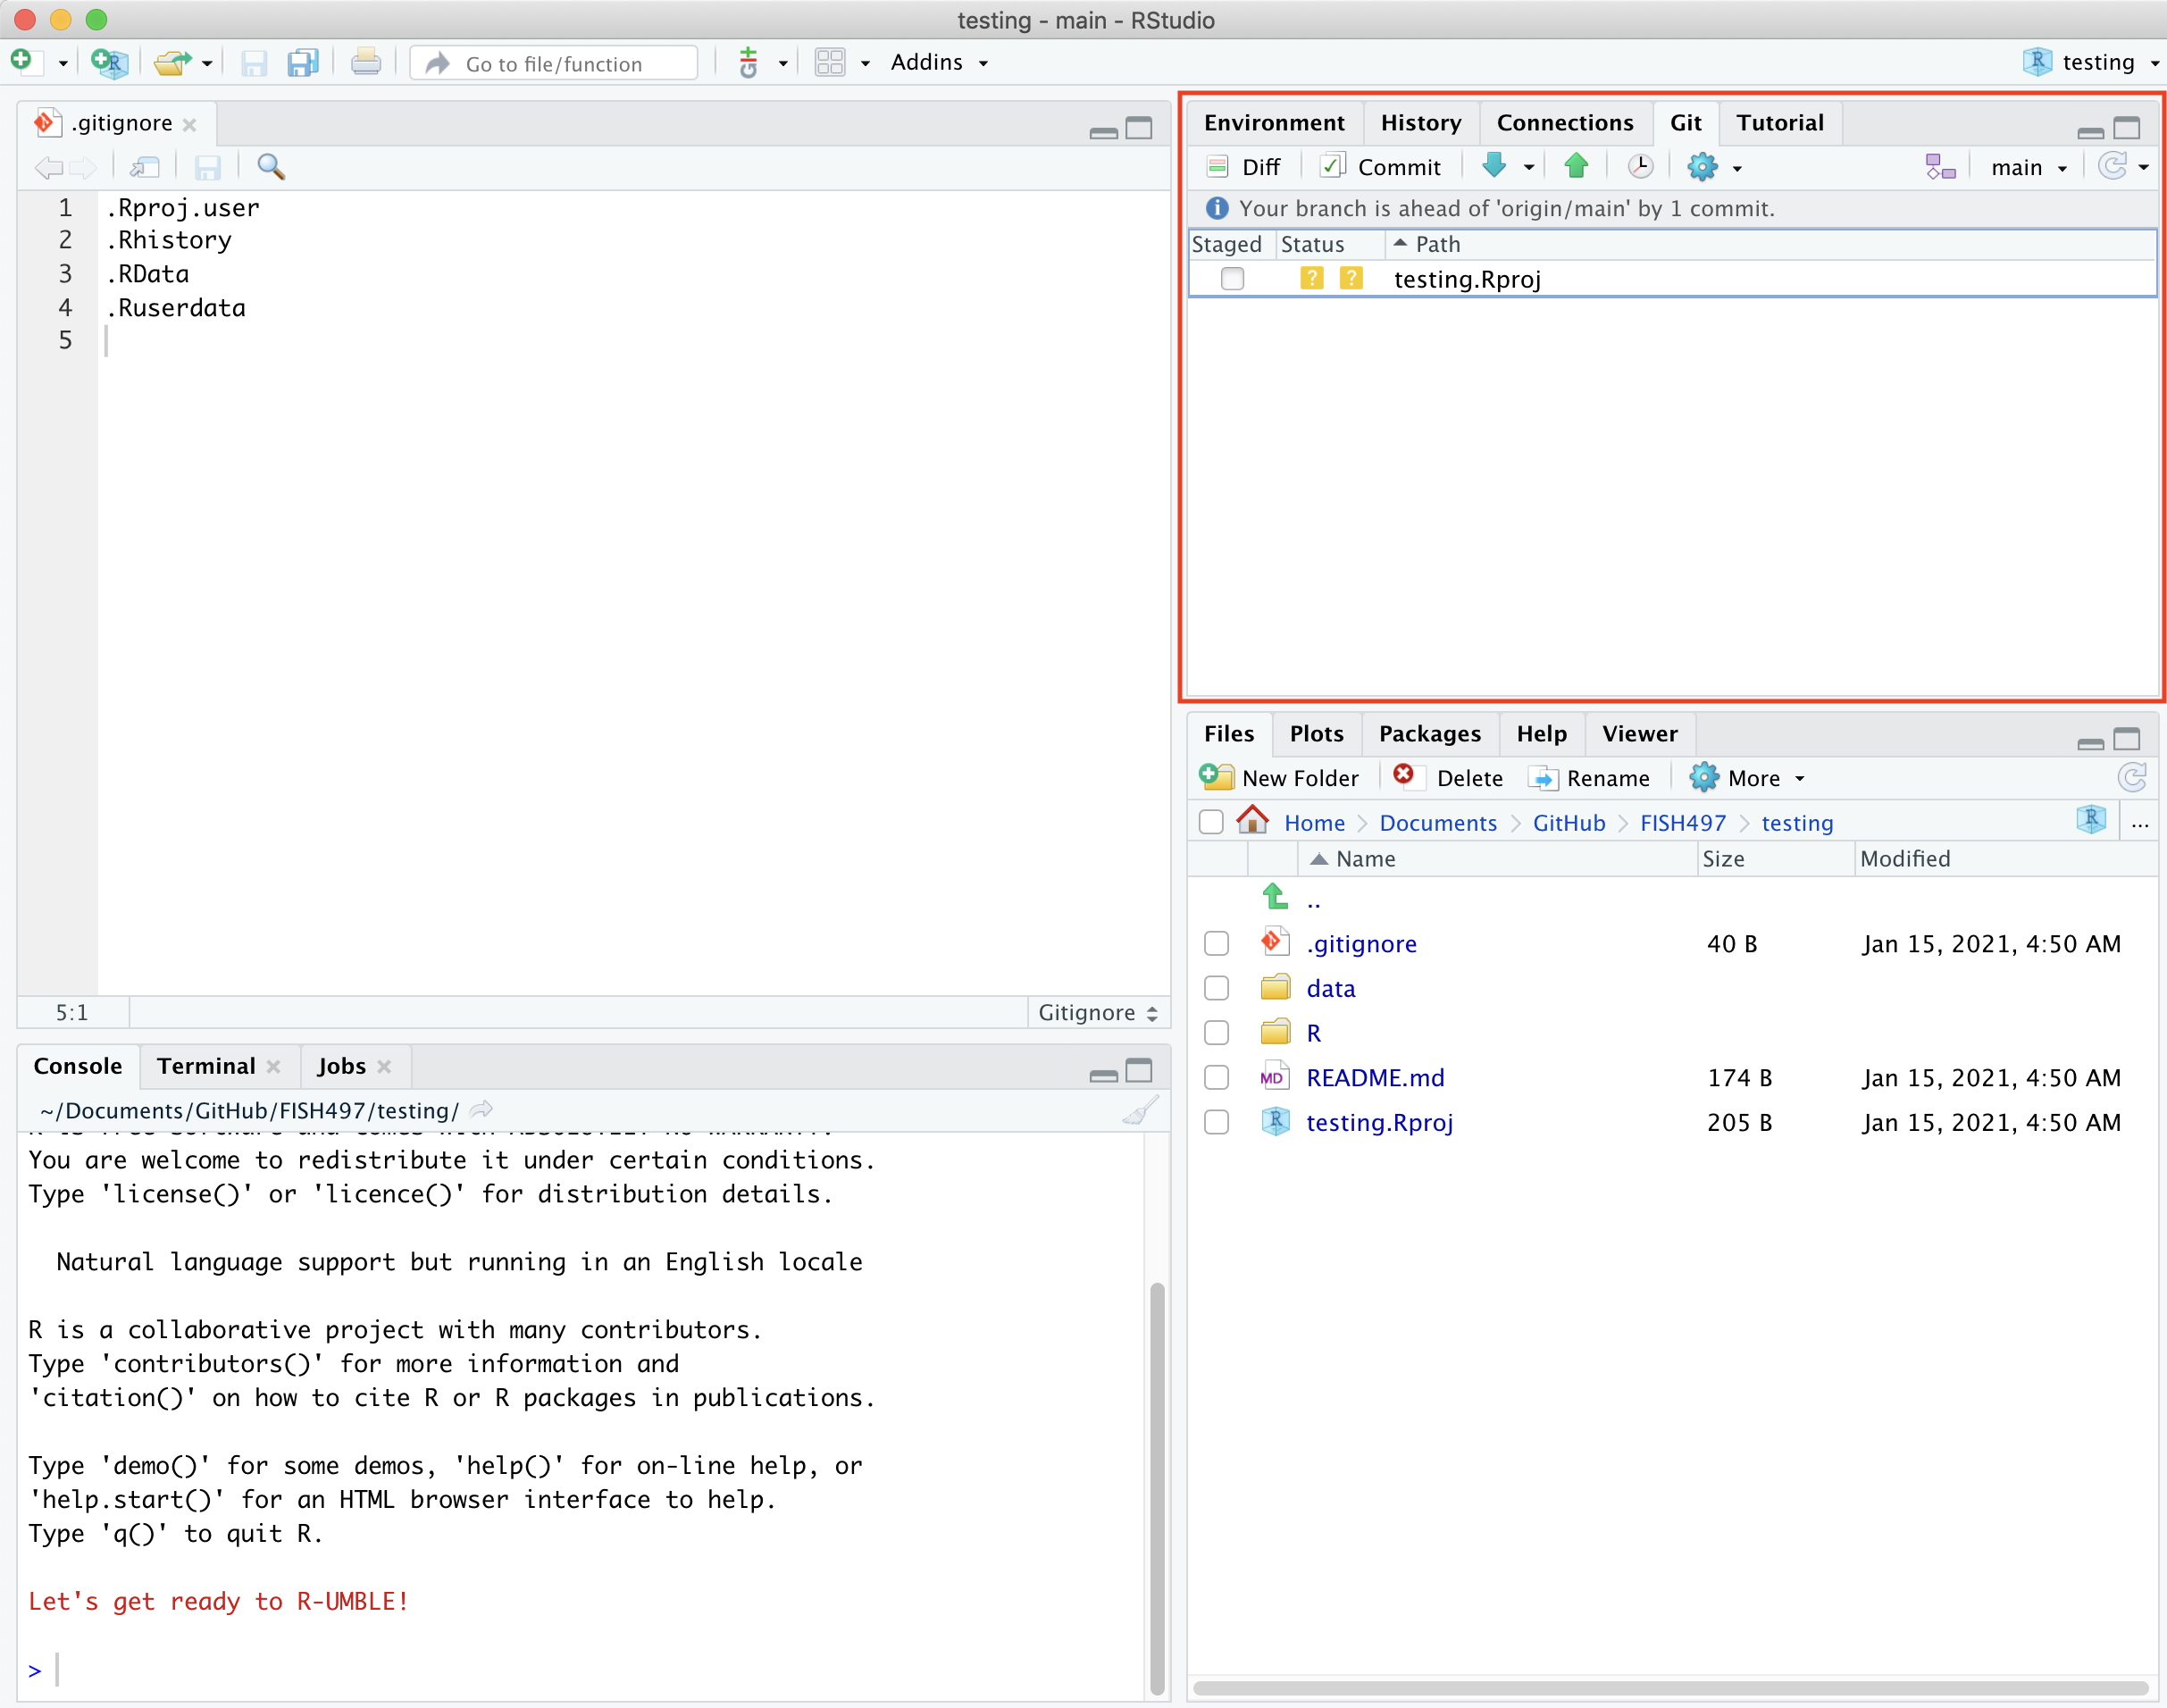 testing - main - RStudio
Go to file/function
Addins
testing
.gitignore
1 .Rproj.user
2 .Rhistory
3 .RData
4 .Ruserdata
5
5:1
Gitignore
Console Terminal Jobs
~/Documents/GitHub/FISH497/testing/
R is free software and comes with ABSOLUTELY NO WARRANTY.
You are welcome to redistribute it under certain conditions.
Type 'license()' or 'licence()' for distribution details.
Natural language support but running in an English locale
R is a collaborative project with many contributors.
Type 'contributors()' for more information and
'citation()' on how to cite R or R packages in publications.
Type 'demo()' for some demos, 'help()' for on-line help, or
'help.start()' for an HTML browser interface to help.
Type 'q()' to quit R.
Let's get ready to R-UMBLE!
>
Environment History Connections Git Tutorial
Diff Commit main
Your branch is ahead of 'origin/main' by 1 commit.
Staged Status Path
? ? testing.Rproj
Files Plots Packages Help Viewer
New Folder Delete Rename More
Home Documents GitHub FISH497 testing ...
Name Size Modified
..
.gitignore 40 B Jan 15, 2021, 4:50 AM
data
R
README.md 174 B Jan 15, 2021, 4:50 AM
testing.Rproj 205 B Jan 15, 2021, 4:50 AM